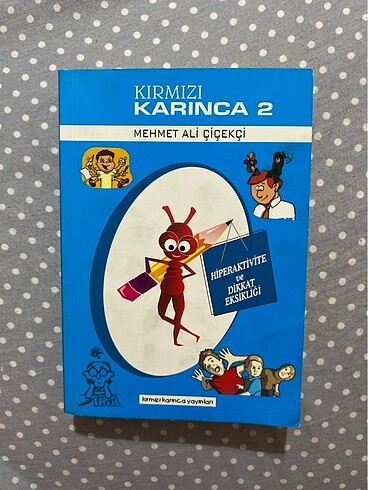 KIRMIZI
KARINCA 2
MEHMET ALİ ÇİÇEKÇİ
HİPERAKTİVİTE
ve
DİKKAT
EKSİKLİĞİ
kırmızı karınca yayınları